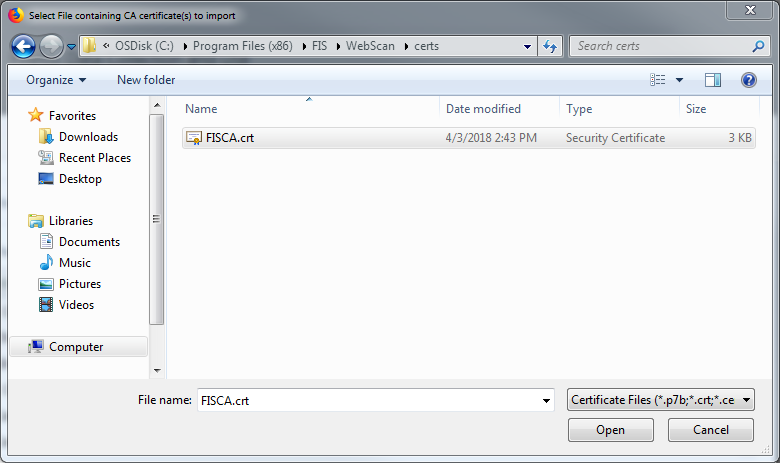 Select File containing CA certificate(s) to import
« OSDisk (C:) Program Files (x86) FIS WebScan certs
Search certs
Organize
New folder
Name Date modified Type Size
Favorites
Downloads
Recent Places
Desktop
Libraries
Documents
Music
Pictures
Videos
Computer
FISCA.crt 4/3/2018 2:43 PM Security Certificate 3 KB
File name: FISCA.crt
Certificate Files (*.p7b;*.crt;*.ce
Open Cancel